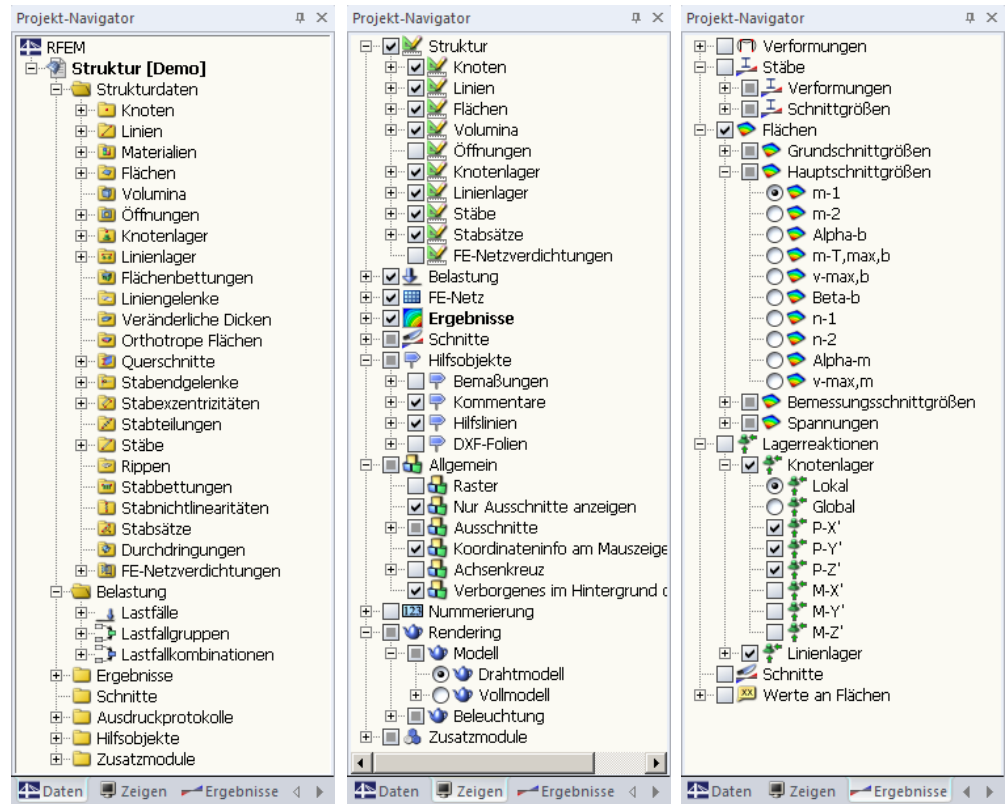 Projekt-Navigator
RFEM
Struktur [Demo]
Strukturdaten
Knoten
Linien
Materialien
Flächen
Volumina
Öffnungen
Knotenlager
Linienlager
Flächenbettungen
Liniengelenke
Veränderliche Dicken
Orthotrope Flächen
Querschnitte
Stabendgelenke
Stabexzentrizitäten
Stabteilungen
Stäbe
Rippen
Stabbettungen
Stabnichtlinearitäten
Stabsätze
Durchdringungen
FE-Netzverdichtungen
Belastung
Lastfälle
Lastfallgruppen
Lastfallkombinationen
Ergebnisse
Schnitte
Ausdruckprotokolle
Hilfsobjekte
Zusatzmodule
Daten Zeigen Ergebnisse
Projekt-Navigator
Struktur
Knoten
Linien
Flächen
Volumina
Öffnungen
Knotenlager
Linienlager
Stäbe
Stabsätze
FE-Netzverdichtungen
Belastung
FE-Netz
Ergebnisse
Schnitte
Hilfsobjekte
Bemaßungen
Kommentare
Hilfslinien
DXF-Folien
Allgemein
Raster
Nur Ausschnitte anzeigen
Ausschnitte
Koordinateninfo am Mauszeige
Achsenkreuz
Verborgenes im Hintergrund d
123 Nummerierung
Rendering
Modell
Drahtmodell
Vollmodell
Beleuchtung
Zusatzmodule
Daten Zeigen Ergebnisse
Projekt-Navigator
Verformungen
Stäbe
Verformungen
Schnittgrößen
Flächen
Grundschnittgrößen
Hauptschnittgrößen
m-1
m-2
Alpha-b
m-T,max,b
v-max,b
Beta-b
n-1
n-2
Alpha-m
v-max,m
Bemessungsschnittgrößen
Spannungen
Lagerreaktionen
Knotenlager
Lokal
Global
P-X'
P-Y'
P-Z'
M-X'
M-Y'
M-Z'
Linienlager
Schnitte
xx Werte an Flächen
Daten Zeigen Ergebnisse